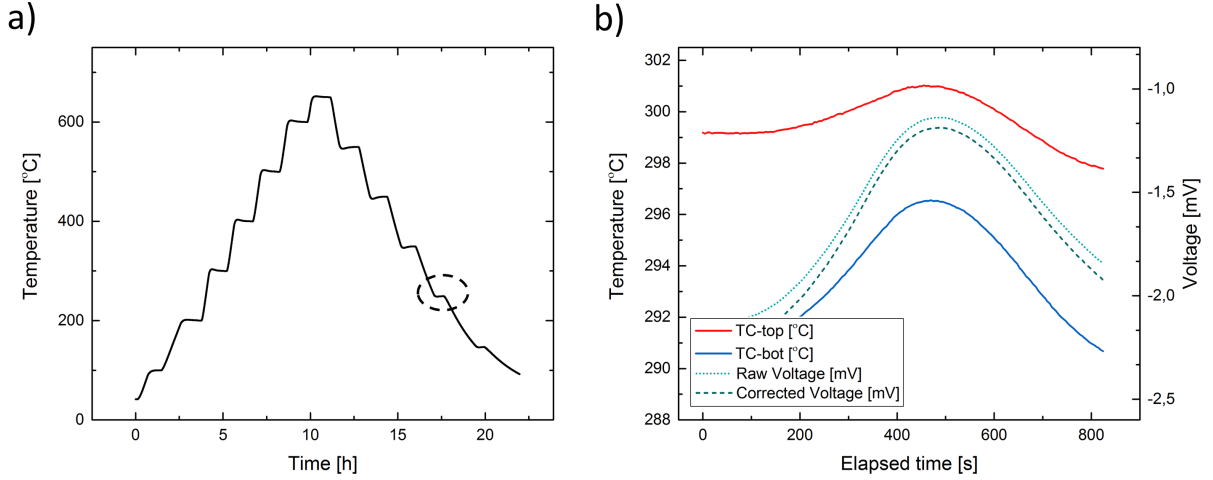 a)
600
400
200
0
Temperature [°C]
0
5
10
15
20
Time [h]
b)
302
300
298
296
294
292
290
288
Temperature [°C]
-1,0
-1,5
-2,0
-2,5
Voltage [mV]
TC-top [°C]
TC-bot [°C]
Raw Voltage [mV]
Corrected Voltage [mV]
0
200
400
600
800
Elapsed time [s]